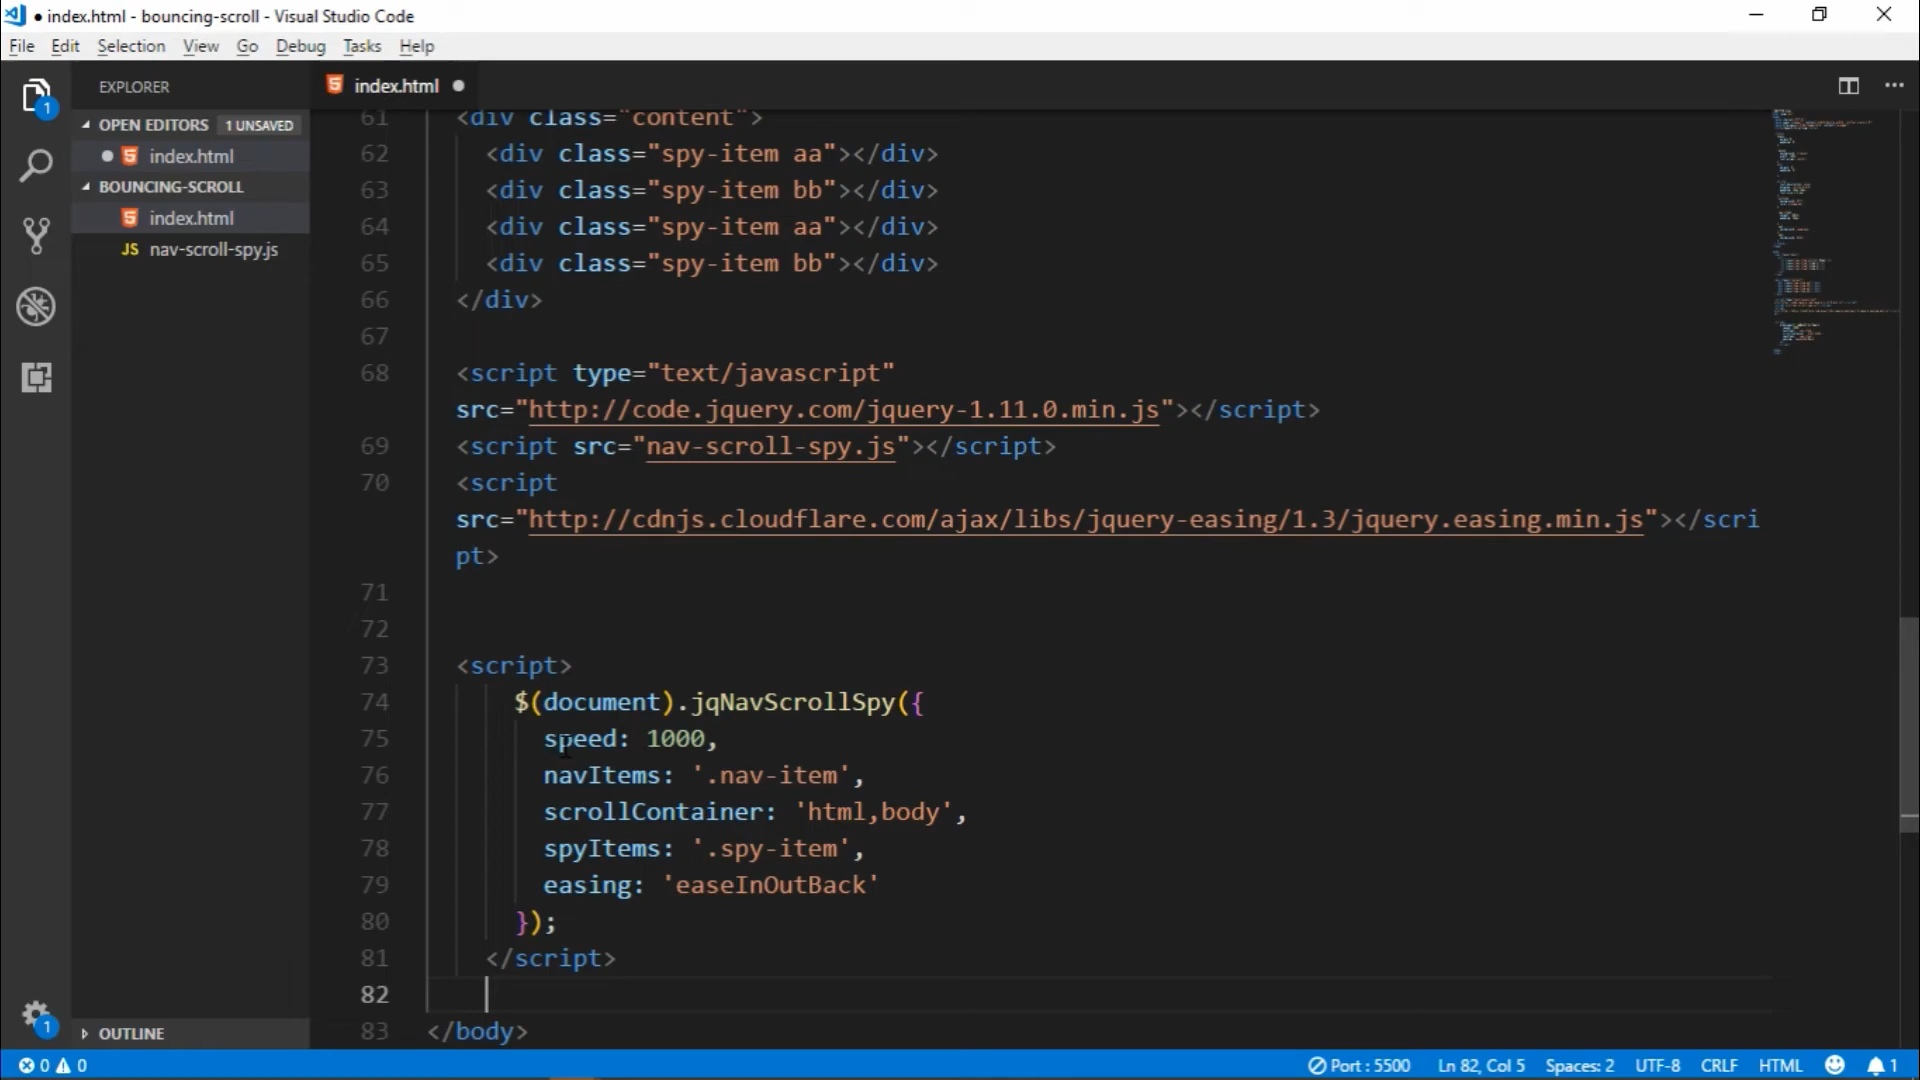 ● index.html - bouncing-scroll - Visual Studio Code
File Edit Selection View Go Debug Tasks Help
EXPLORER
index.html
OPEN EDITORS 1 UNSAVED
index.html
BOUNCING-SCROLL
index.html
JS nav-scroll-spy.js
61 <div class="content">
62 <div class="spy-item aa"></div>
63 <div class="spy-item bb"></div>
64 <div class="spy-item aa"></div>
65 <div class="spy-item bb"></div>
66 </div>
67
68 <script type="text/javascript"
src="http://code.jquery.com/jquery-1.11.0.min.js"></script>
69 <script src="nav-scroll-spy.js"></script>
70 <script
src="http://cdnjs.cloudflare.com/ajax/libs/jquery-easing/1.3/jquery.easing.min.js"></scri
pt>
71
72
73 <script>
74 $(document).jqNavScrollSpy({
75 speed: 1000,
76 navItems: '.nav-item',
77 scrollContainer: 'html,body',
78 spyItems: '.spy-item',
79 easing: 'easeInOutBack'
80 });
81 </script>
82
83 </body>
OUTLINE
1
1
0 0 Port : 5500 Ln 82, Col 5 Spaces: 2 UTF-8 CRLF HTML 1